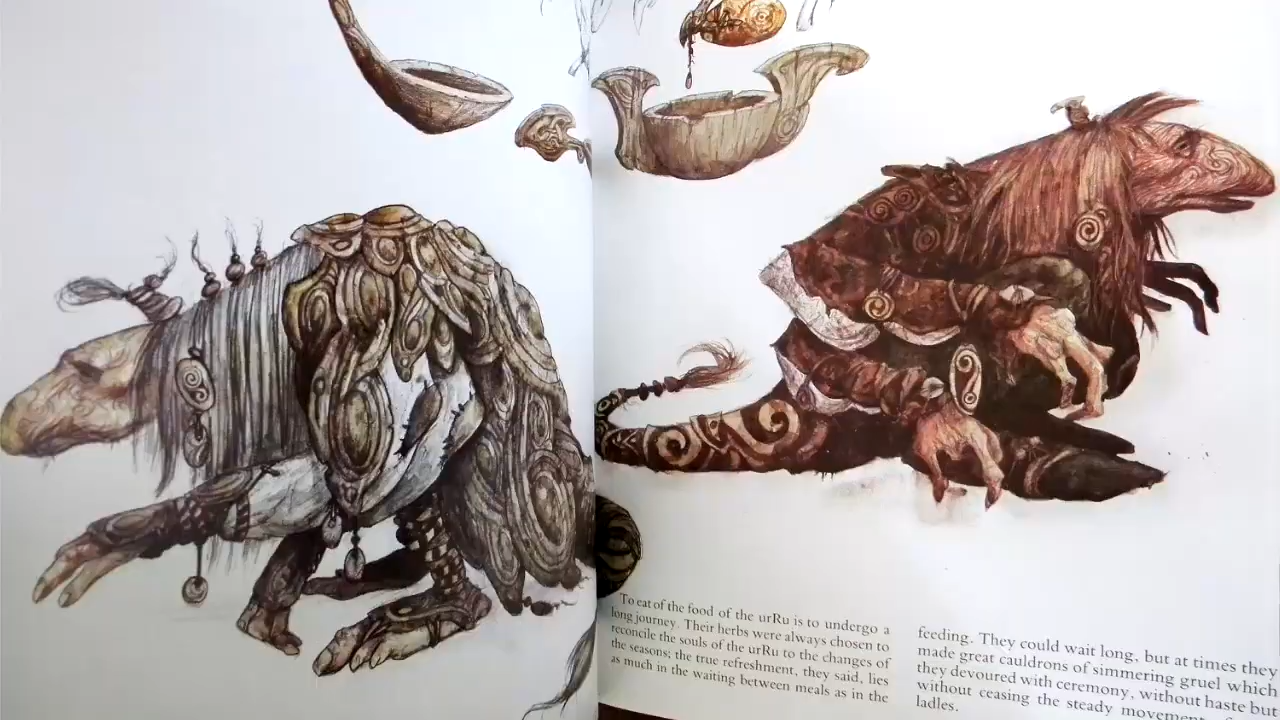 To eat of the food of the urRu is to undergo a
long journey. Their herbs were always chosen to
reconcile the souls of the urRu to the changes of
the seasons; the true refreshment, they said, lies
as much in the waiting between meals as in the
feeding. They could wait long, but at times they
made great cauldrons of simmering gruel which
they devoured with ceremony, without haste but
without ceasing the steady movement
ladles.